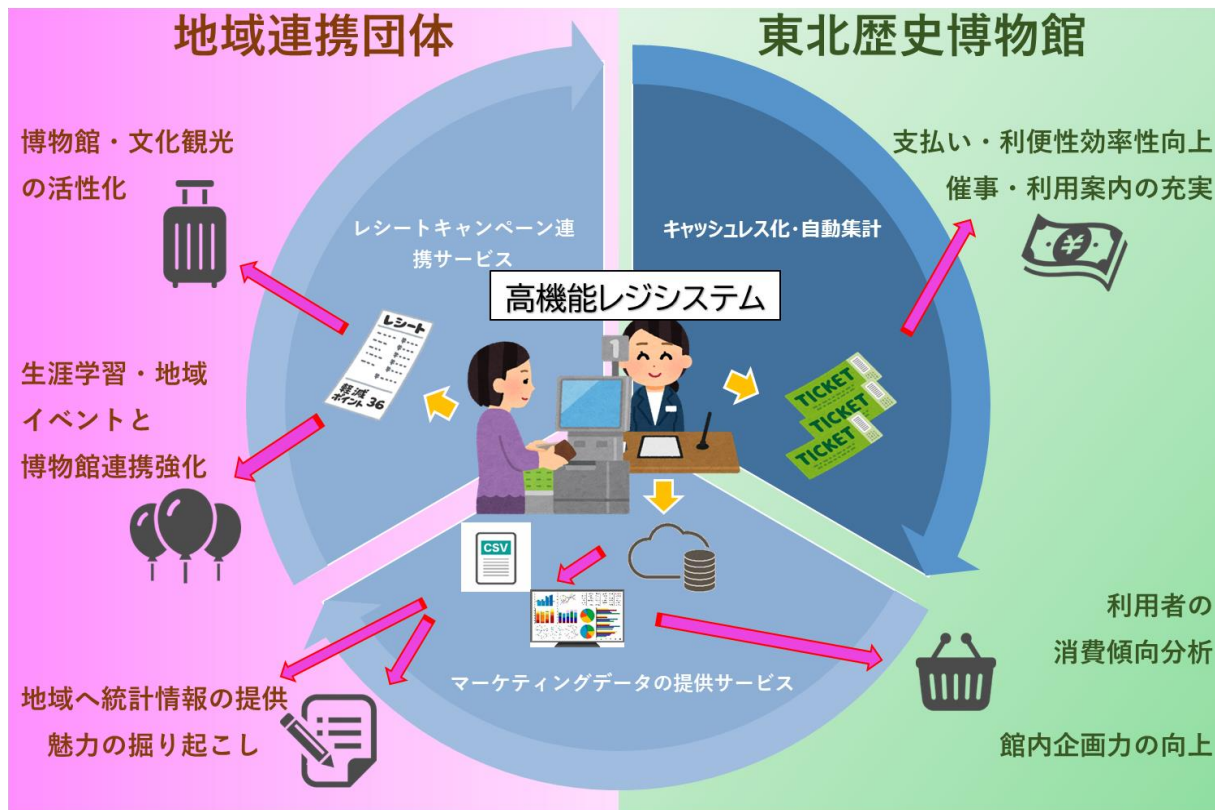 地域連携団体
東北歴史博物館
博物館・文化観光
の活性化
支払い・利便性効率性向上
催事・利用案内の充実
レシートキャンペーン連
携サービス
キャッシュレス化・自動集計
高機能レジシステム
レシート
軽減
ポイント 36
1
TICKET
TICKET
TICKET
生涯学習・地域
イベントと
博物館連携強化
CSV
マーケティングデータの提供サービス
利用者の
消費傾向分析
館内企画力の向上
地域へ統計情報の提供
魅力の掘り起こし